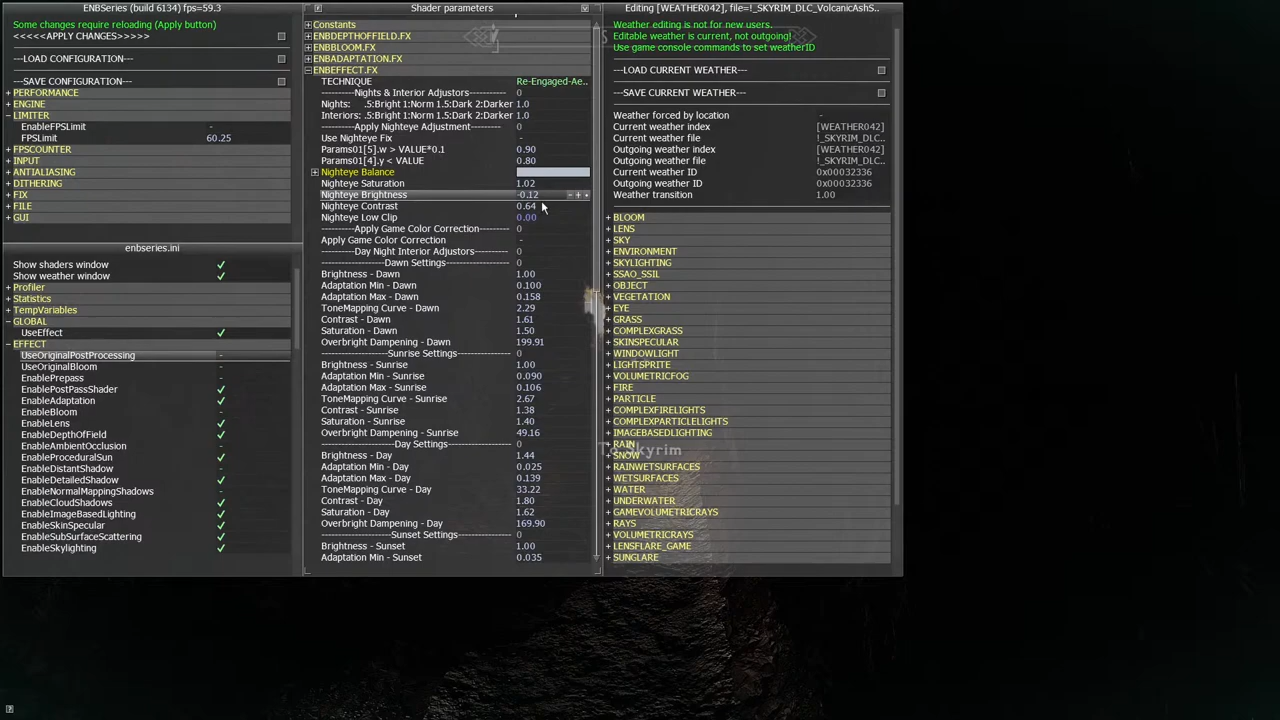 ENBSeries (build 6134) fps=59.3
Some changes require reloading (Apply button)
<<<<<APPLY CHANGES>>>>>
---LOAD CONFIGURATION---
---SAVE CONFIGURATION---
+ PERFORMANCE
+ ENGINE
- LIMITER
EnableFPSLimit -
FPSLimit 60.25
+ FPSCOUNTER
+ INPUT
+ ANTIALIASING
+ DITHERING
+ FIX
+ FILE
+ GUI
enbseries.ini
Show shaders window
Show weather window
+ Profiler
+ Statistics
+ TempVariables
- GLOBAL
UseEffect
- EFFECT
UseOriginalPostProcessing -
UseOriginalBloom -
EnablePrepass -
EnablePostPassShader
EnableAdaptation
EnableBloom -
EnableLens
EnableDepthOfField
EnableAmbientOcclusion -
EnableProceduralSun
EnableDistantShadow -
EnableDetailedShadow
EnableNormalMappingShadows -
EnableCloudShadows
EnableImageBasedLighting
EnableSkinSpecular
EnableSubSurfaceScattering
EnableSkylighting
Shader parameters
+ Constants
+ ENBDEPTHOFFIELD.FX
+ ENBBLOOM.FX
+ ENBADAPTATION.FX
- ENBEFFECT.FX
TECHNIQUE Re-Engaged-Ae..
----------Nights & Interior Adjustors---------- 0
Nights: .5:Bright 1:Norm 1.5:Dark 2:Darker 1.0
Interiors: .5:Bright 1:Norm 1.5:Dark 2:Darker 1.0
----------Apply Nighteye Adjustment---------- 0
Use Nighteye Fix -
Params01[5].w > VALUE*0.1 0.90
Params01[4].y < VALUE 0.80
+ Nighteye Balance
Nighteye Saturation 1.02
Nighteye Brightness -0.12 - + •
Nighteye Contrast 0.64
Nighteye Low Clip 0.00
----------Apply Game Color Correction---------- 0
Apply Game Color Correction -
----------Day Night Interior Adjustors---------- 0
-----------------Dawn Settings---------------- 0
Brightness - Dawn 1.00
Adaptation Min - Dawn 0.100
Adaptation Max - Dawn 0.158
ToneMapping Curve - Dawn 2.29
Contrast - Dawn 1.61
Saturation - Dawn 1.50
Overbright Dampening - Dawn 199.91
-----------------Sunrise Settings---------------- 0
Brightness - Sunrise 1.00
Adaptation Min - Sunrise 0.090
Adaptation Max - Sunrise 0.106
ToneMapping Curve - Sunrise 2.67
Contrast - Sunrise 1.38
Saturation - Sunrise 1.40
Overbright Dampening - Sunrise 49.16
-----------------Day Settings---------------- 0
Brightness - Day 1.44
Adaptation Min - Day 0.025
Adaptation Max - Day 0.139
ToneMapping Curve - Day 33.22
Contrast - Day 1.80
Saturation - Day 1.62
Overbright Dampening - Day 169.90
-----------------Sunset Settings---------------- 0
Brightness - Sunset 1.00
Adaptation Min - Sunset 0.035
Editing [WEATHER042], file=!_SKYRIM_DLC_VolcanicAshS..
Weather editing is not for new users.
Editable weather is current, not outgoing!
Use game console commands to set weatherID
---LOAD CURRENT WEATHER---
---SAVE CURRENT WEATHER---
Weather forced by location -
Current weather index [WEATHER042]
Current weather file !_SKYRIM_DLC..
Outgoing weather index [WEATHER042]
Outgoing weather file !_SKYRIM_DLC..
Current weather ID 0x00032336
Outgoing weather ID 0x00032336
Weather transition 1.00
+ BLOOM
+ LENS
+ SKY
+ ENVIRONMENT
+ SKYLIGHTING
+ SSAO_SSIL
+ OBJECT
+ VEGETATION
+ EYE
+ GRASS
+ COMPLEXGRASS
+ SKINSPECULAR
+ WINDOWLIGHT
+ LIGHTSPRITE
+ VOLUMETRICFOG
+ FIRE
+ PARTICLE
+ COMPLEXFIRELIGHTS
+ COMPLEXPARTICLELIGHTS
+ IMAGEBASEDLIGHTING
+ RAIN
+ SNOW
+ RAINWETSURFACES
+ WETSURFACES
+ WATER
+ UNDERWATER
+ GAMEVOLUMETRICRAYS
+ RAYS
+ VOLUMETRICRAYS
+ LENSFLARE_GAME
+ SUNGLARE
To Skyrim
?